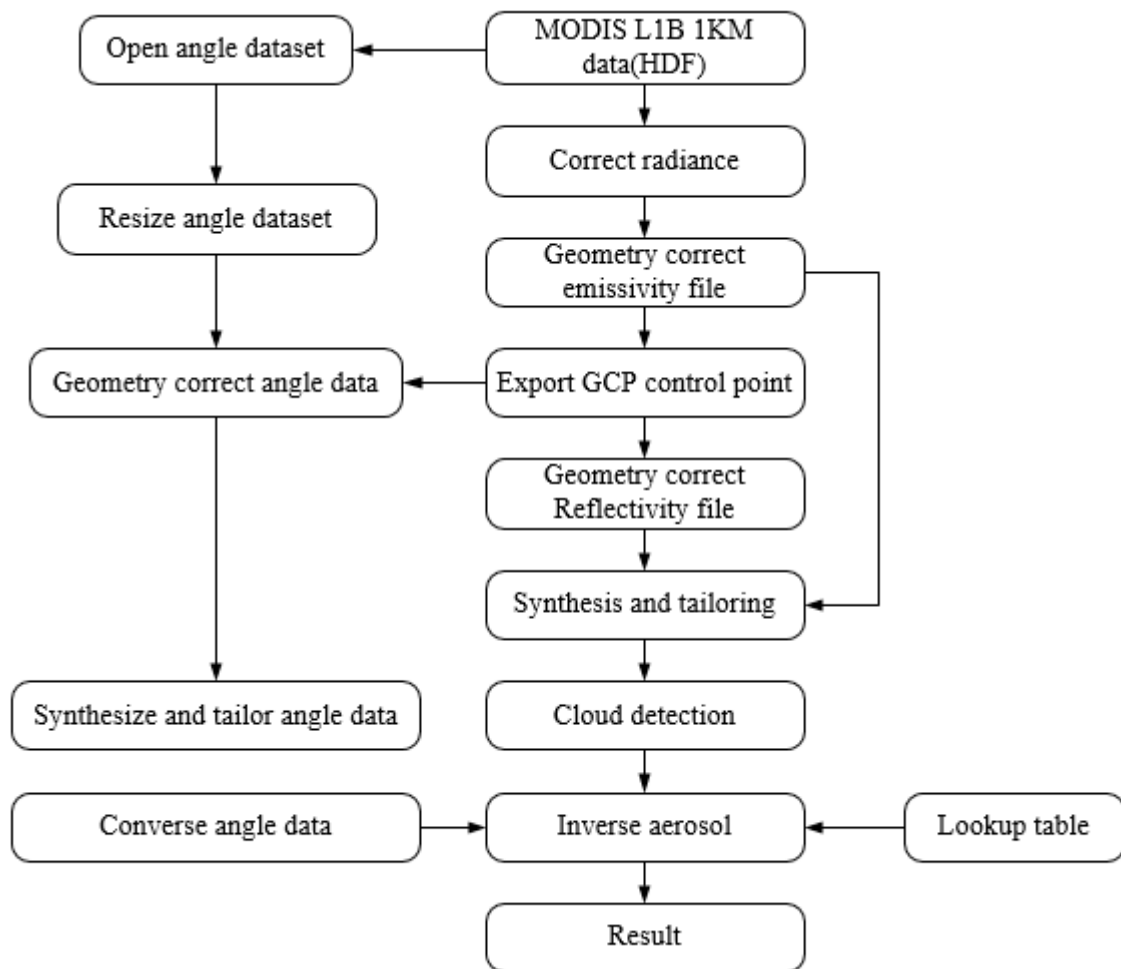 Open angle dataset
MODIS L1B 1KM
data(HDF)
Correct radiance
Resize angle dataset
Geometry correct
emissivity file
Geometry correct angle data
Export GCP control point
Geometry correct
Reflectivity file
Synthesis and tailoring
Synthesize and tailor angle data
Cloud detection
Converse angle data
Inverse aerosol
Lookup table
Result